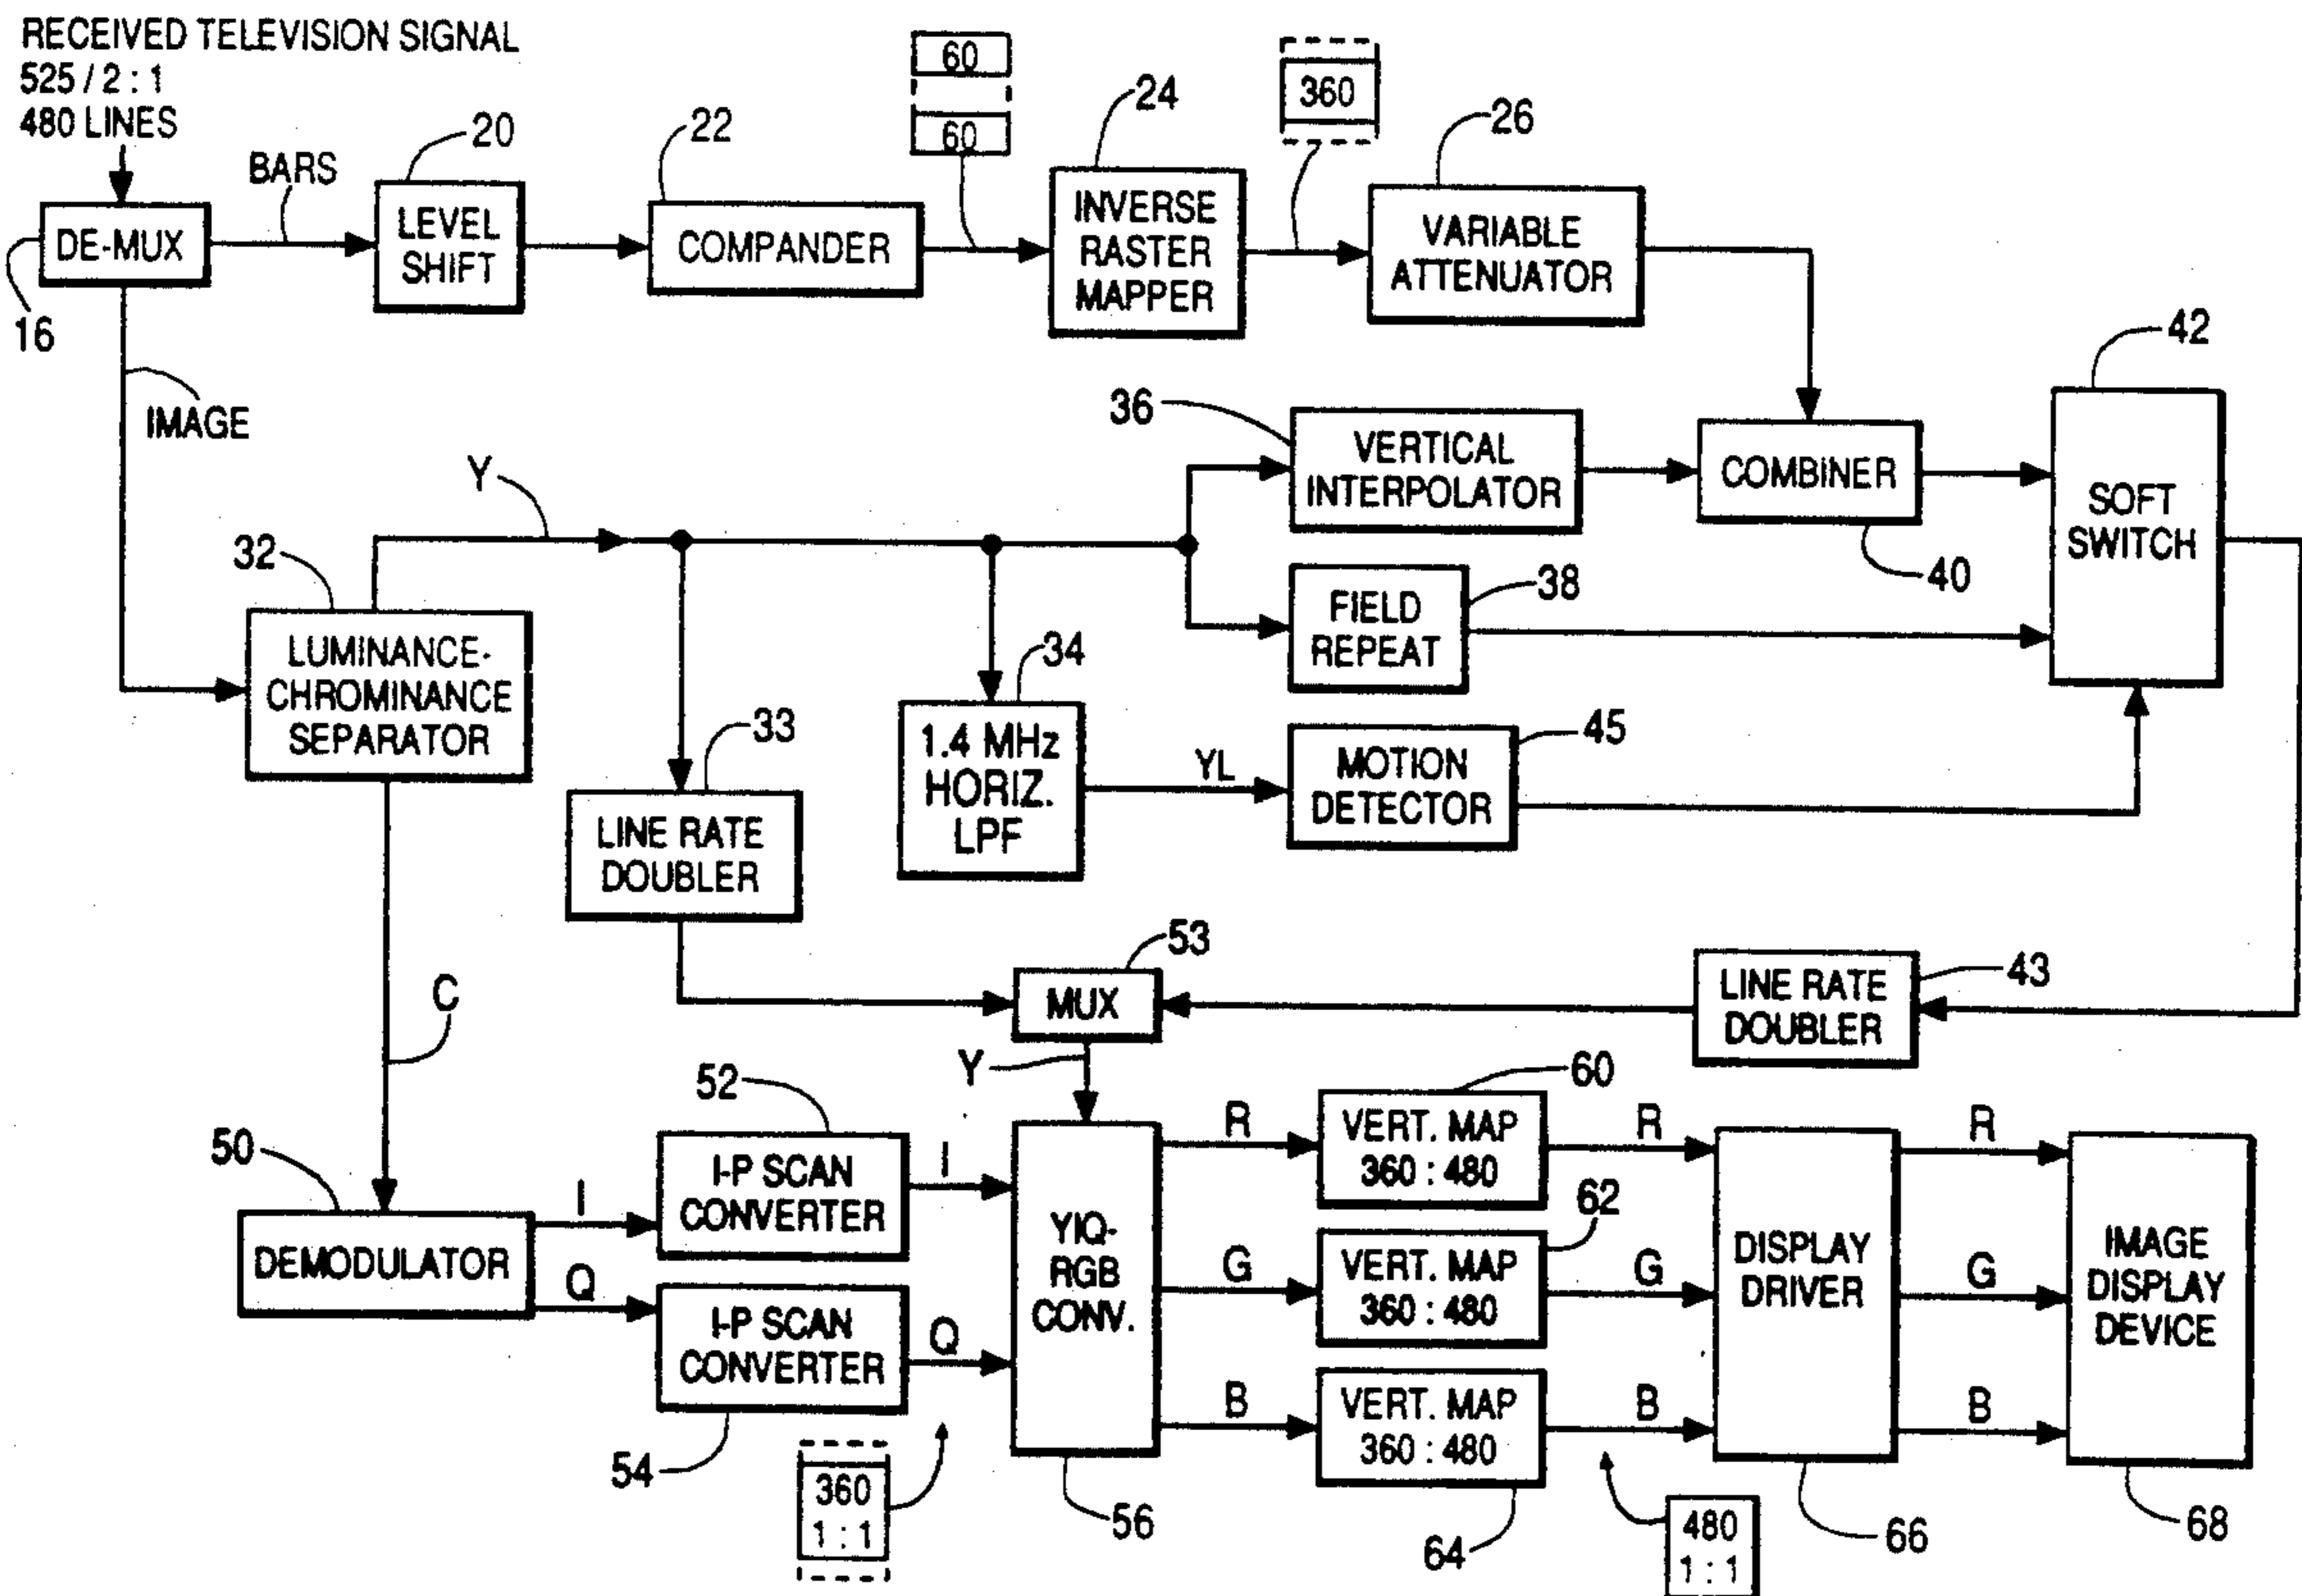 RECEIVED TELEVISION SIGNAL
525 / 2 : 1
480 LINES
60
60
360
20
22
24
26
BARS
DE-MUX
LEVEL
SHIFT
COMPANDER
INVERSE
RASTER
MAPPER
VARIABLE
ATTENUATOR
16
IMAGE
42
36
VERTICAL
INTERPOLATOR
COMBINER
SOFT
SWITCH
Y
32
40
38
FIELD
REPEAT
LUMINANCE-
CHROMINANCE
SEPARATOR
34
33
1.4 MHz
HORIZ.
LPF
YL
45
MOTION
DETECTOR
LINE RATE
DOUBLER
53
MUX
43
LINE RATE
DOUBLER
C
Y
52
60
50
I-P SCAN
CONVERTER
I
I
R
VERT. MAP
360 : 480
R
R
62
DEMODULATOR
Q
YIQ-
RGB
CONV.
G
VERT. MAP
360 : 480
G
DISPLAY
DRIVER
G
IMAGE
DISPLAY
DEVICE
I-P SCAN
CONVERTER
Q
B
VERT. MAP
360 : 480
B
B
54
360
1 : 1
56
64
480
1 : 1
66
68